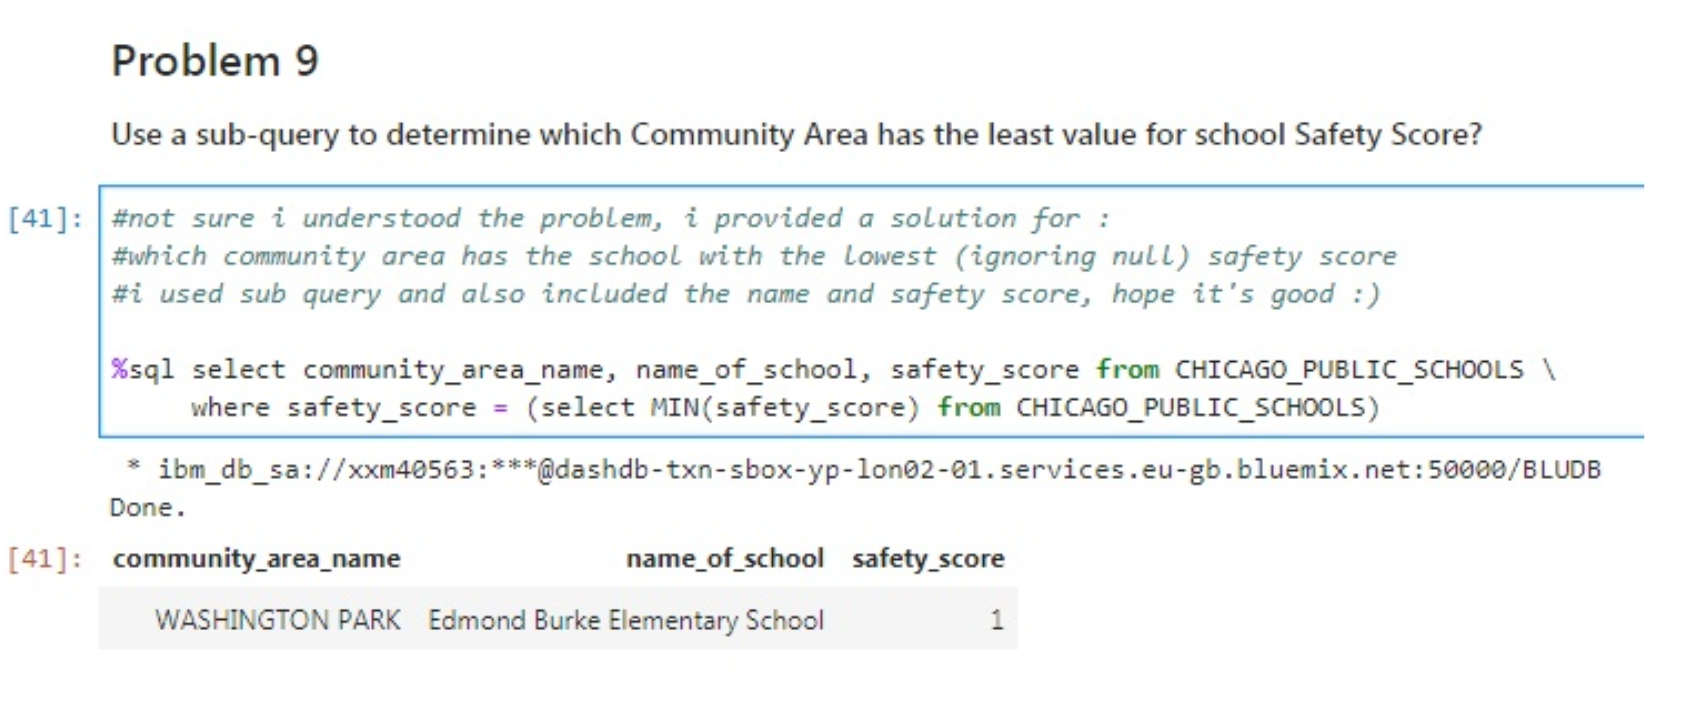 Problem 9
Use a sub-query to determine which Community Area has the least value for school Safety Score?
[41]: #not sure i understood the problem, i provided a solution for :
#which community area has the school with the lowest (ignoring null) safety score
#i used sub query and also included the name and safety score, hope it's good :)
%sql select community_area_name, name_of_school, safety_score from CHICAGO_PUBLIC_SCHOOLS \
where safety_score = (select MIN(safety_score) from CHICAGO_PUBLIC_SCHOOLS)
* ibm_db_sa://xxm40563:***@dashdb-txn-sbox-yp-lon02-01.services.eu-gb.bluemix.net:50000/BLUDB
Done.
[41]: community_area_name name_of_school safety_score
WASHINGTON PARK Edmond Burke Elementary School 1